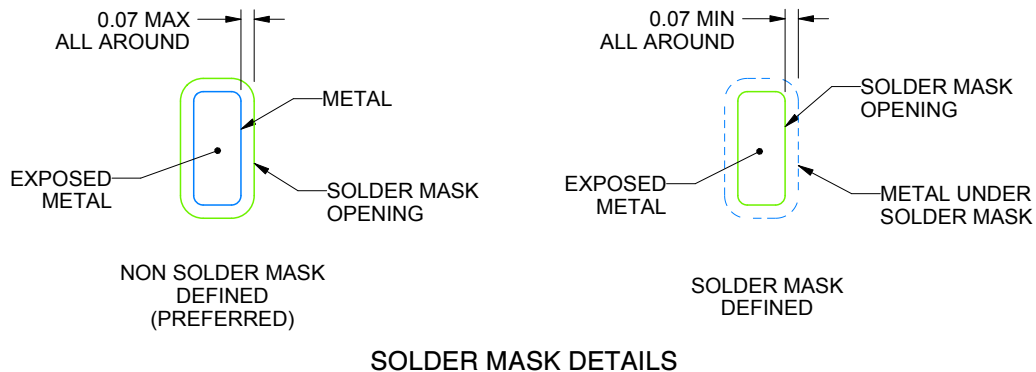 0.07 MAX
ALL AROUND
METAL
EXPOSED
METAL
SOLDER MASK
OPENING
NON SOLDER MASK
DEFINED
(PREFERRED)
0.07 MIN
ALL AROUND
SOLDER MASK
OPENING
EXPOSED
METAL
METAL UNDER
SOLDER MASK
SOLDER MASK
DEFINED
SOLDER MASK DETAILS